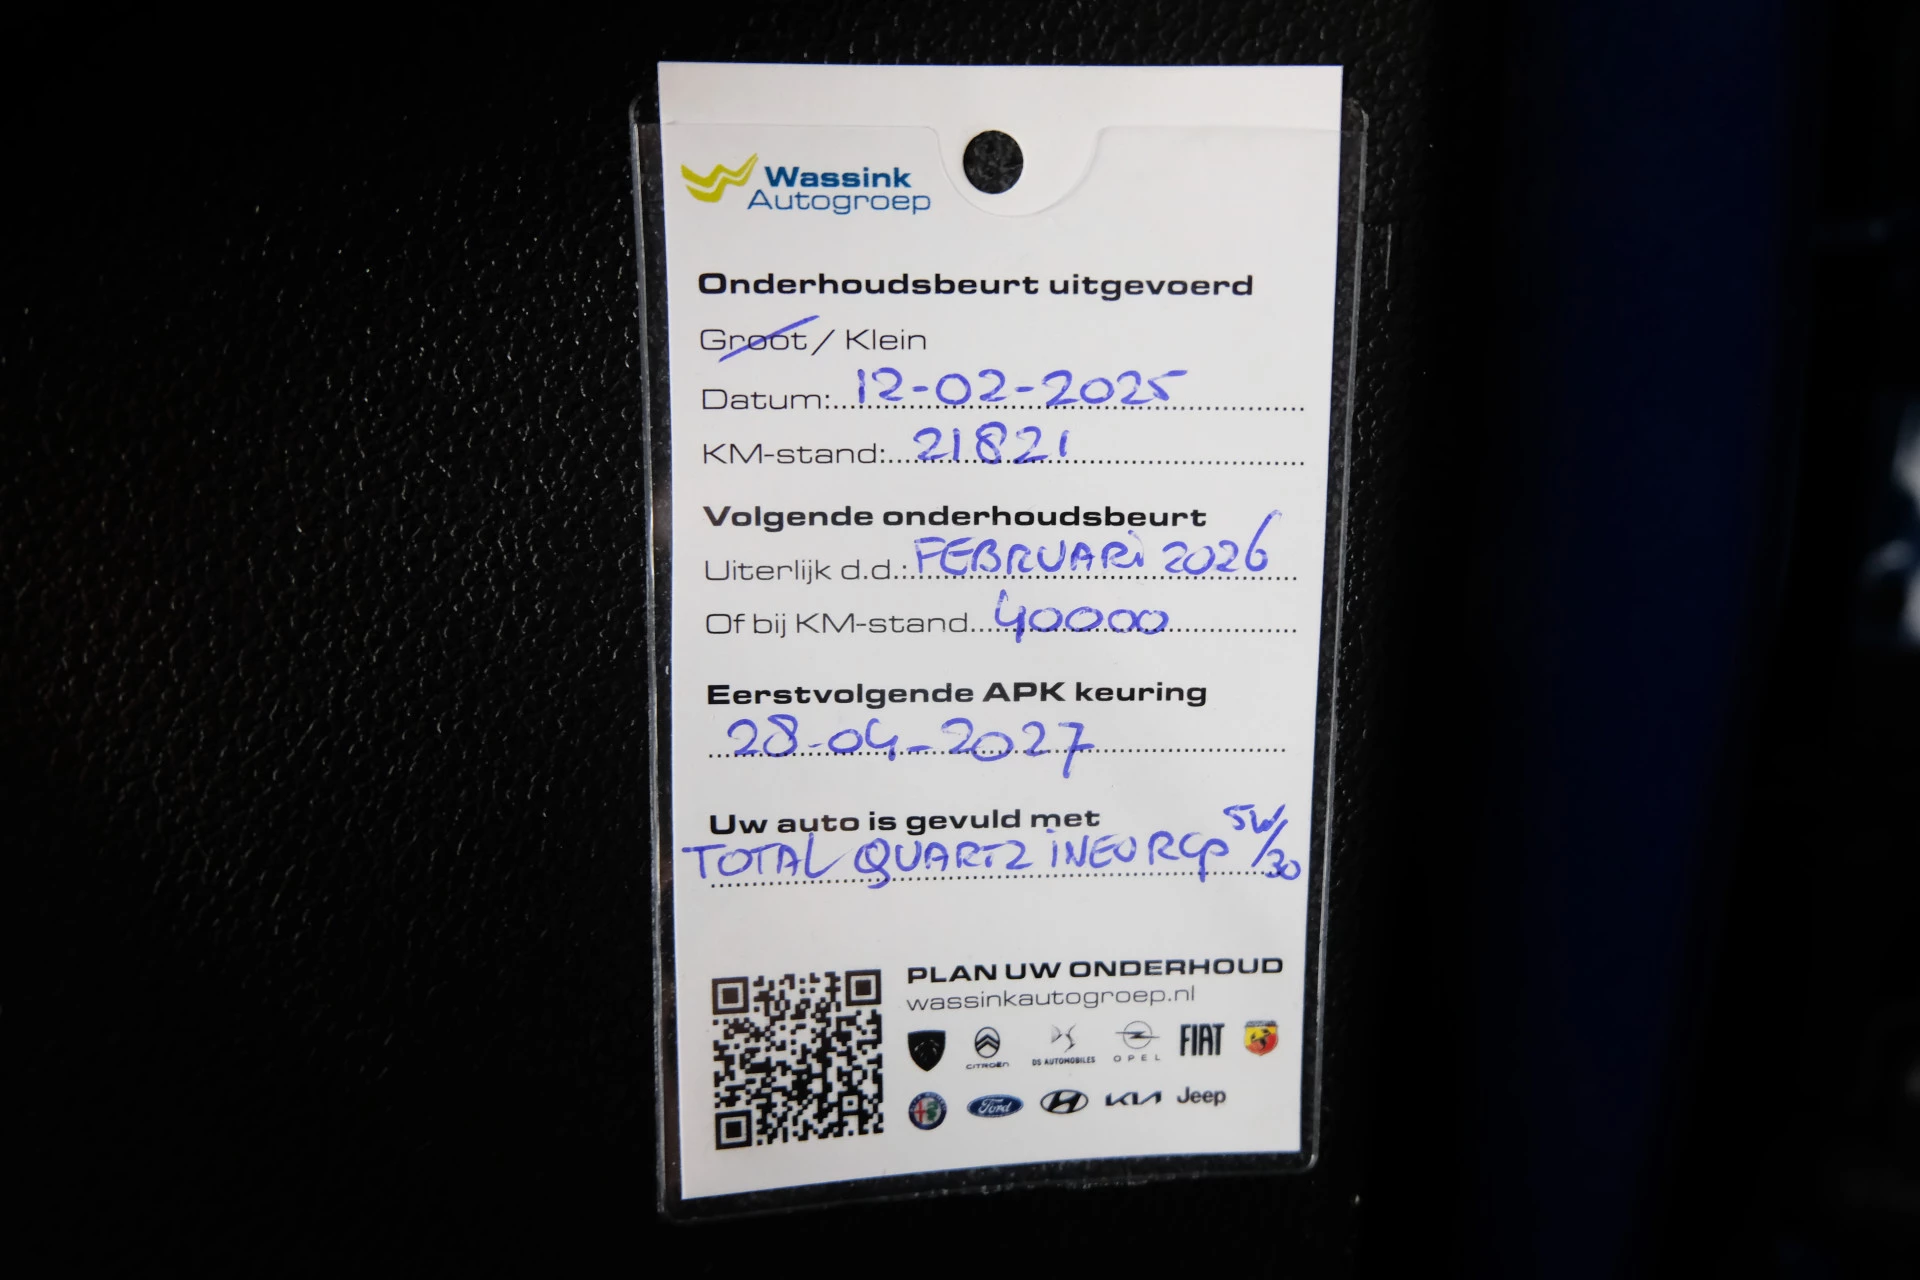 Wassink
Autogroep
Onderhoudsbeurt uitgevoerd
Groot / Klein
Datum: 12-02-2025
KM-stand: 21821
Volgende onderhoudsbeurt
Uiterlijk d.d.: FEBRUARi 2026
Of bij KM-stand 40000
Eerstvolgende APK keuring
28-04-2027
Uw auto is gevuld met
TOTAL QUARTZ iNEO RCP 5W/30
PLAN UW ONDERHOUD
wassinkautogroep.nl
CITROËN DS AUTOMOBILES OPEL FIAT
Ford KIA Jeep